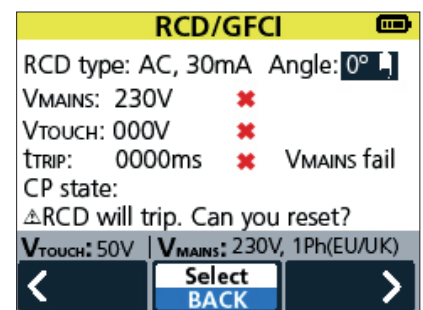 RCD/GFCI
RCD type: AC, 30mA Angle: 0°
VMAINS: 230V ✖
VTOUCH: 000V ✖
tTRIP: 0000ms ✖ VMAINS fail
CP state:
⚠RCD will trip. Can you reset?
VTOUCH: 50V | VMAINS: 230V, 1Ph(EU/UK)
Select
BACK